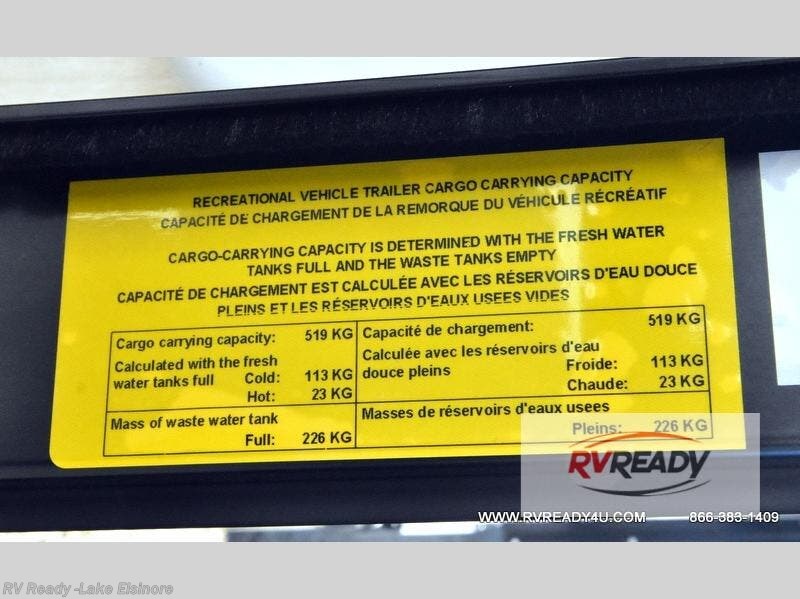 RECREATIONAL VEHICLE TRAILER CARGO CARRYING CAPACITY
CAPACITÉ DE CHARGEMENT DE LA REMORQUE DU VÉHICULE RÉCRÉATIF
CARGO-CARRYING CAPACITY IS DETERMINED WITH THE FRESH WATER
TANKS FULL AND THE WASTE TANKS EMPTY
CAPACITÉ DE CHARGEMENT EST CALCULÉE AVEC LES RÉSERVOIRS D'EAU DOUCE
PLEINS ET LES RÉSERVOIRS D'EAUX USEES VIDES
Cargo carrying capacity: 519 KG
Calculated with the fresh
water tanks full Cold: 113 KG
Hot: 23 KG
Mass of waste water tank
Full: 226 KG
Capacité de chargement: 519 KG
Calculée avec les réservoirs d'eau
douce pleins Froide: 113 KG
Chaude: 23 KG
Masses de réservoirs d'eaux usees
Pleins: 226 KG
RVREADY
WWW.RVREADY4U.COM 866-383-1409
RV Ready -Lake Elsinore